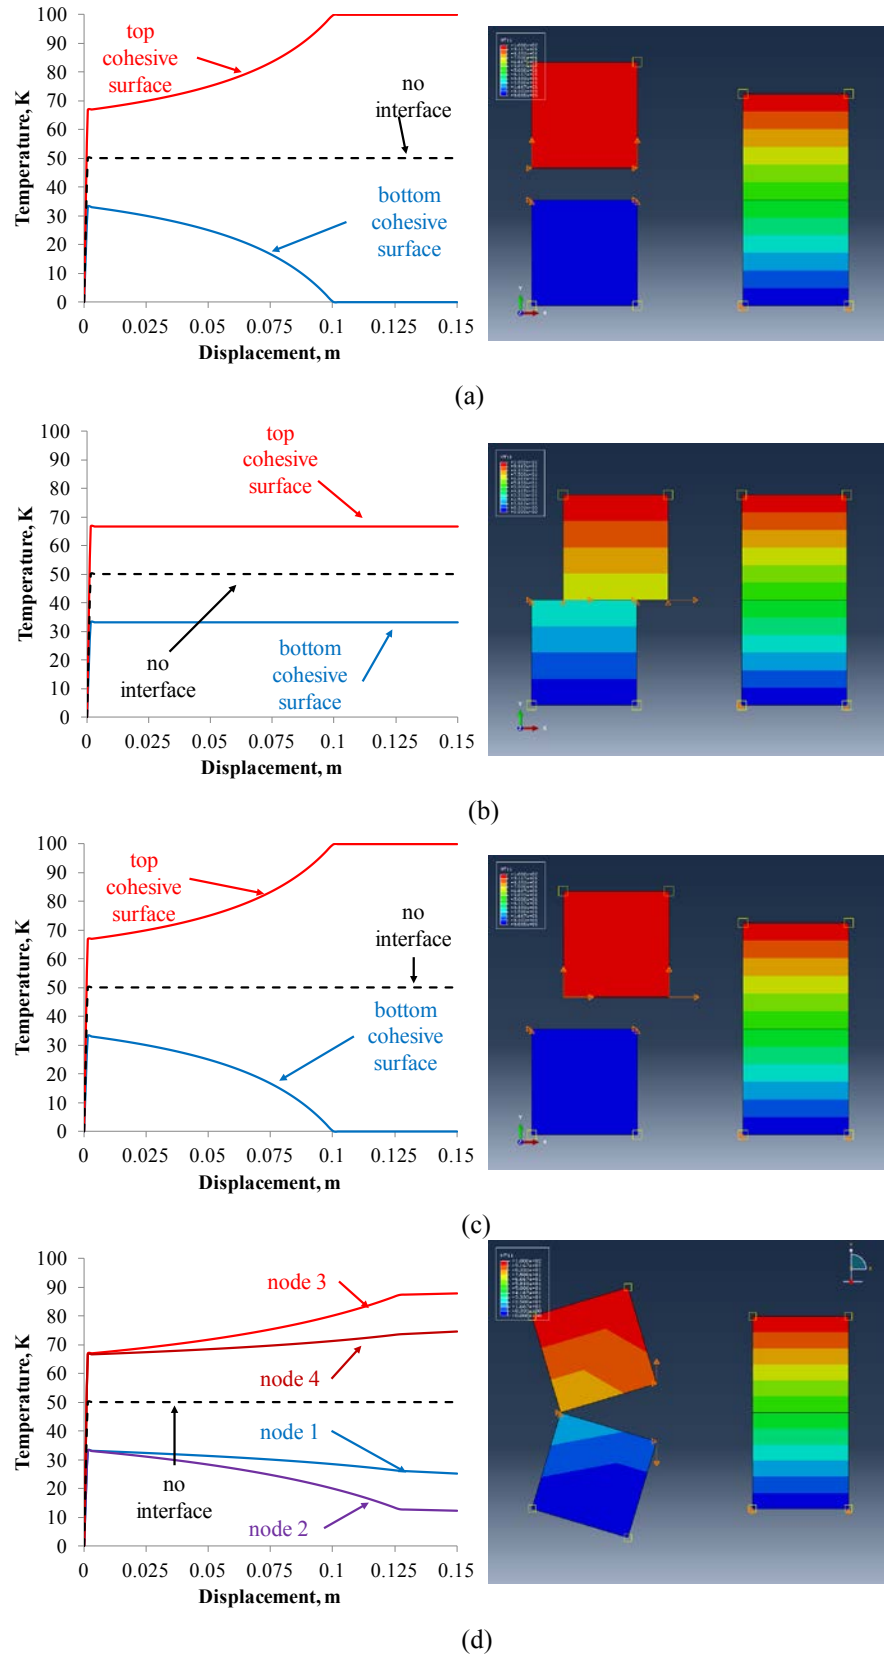 100
90
80
70
60
50
40
30
20
10
0
Temperature, K
top
cohesive
surface
no
interface
bottom
cohesive
surface
0 0.025 0.05 0.075 0.1 0.125 0.15
Displacement, m
Y
X
(a)
100
90
80
70
60
50
40
30
20
10
0
Temperature, K
top
cohesive
surface
no
interface
bottom
cohesive
surface
0 0.025 0.05 0.075 0.1 0.125 0.15
Displacement, m
Y
X
(b)
100
90
80
70
60
50
40
30
20
10
0
Temperature, K
top
cohesive
surface
no
interface
bottom
cohesive
surface
0 0.025 0.05 0.075 0.1 0.125 0.15
Displacement, m
Y
X
(c)
100
90
80
70
60
50
40
30
20
10
0
Temperature, K
node 3
node 4
node 1
no
interface
node 2
0 0.025 0.05 0.075 0.1 0.125 0.15
Displacement, m
(d)